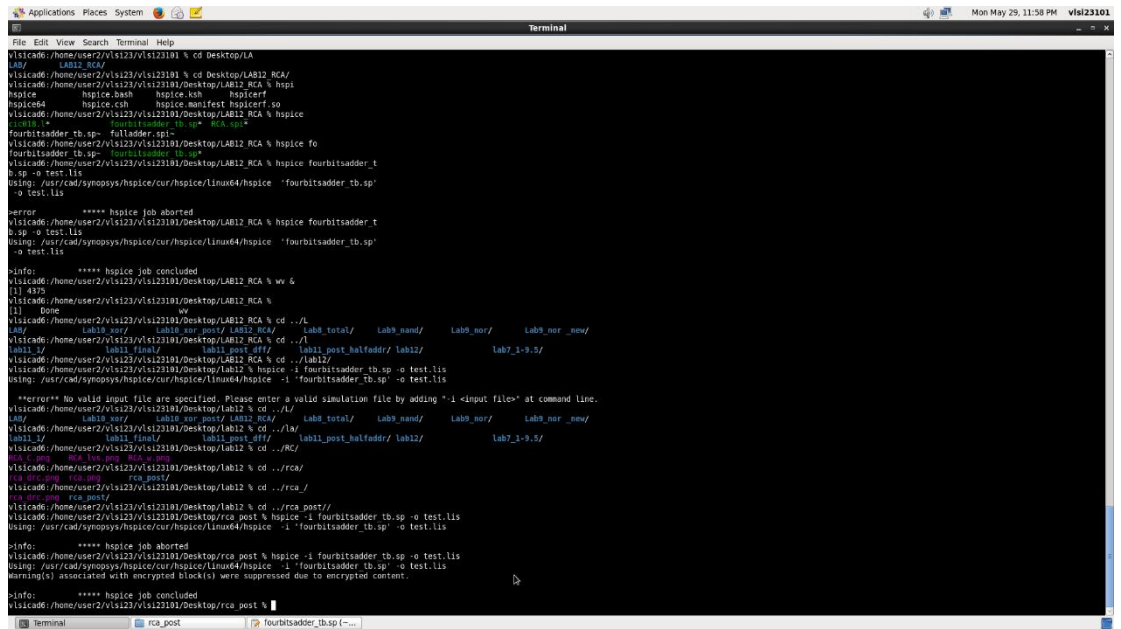 Applications Places System Mon May 29, 11:58 PM vlsi23101
Terminal
File Edit View Search Terminal Help
vlsicad6:/home/user2/vlsi23/vlsi23101 % cd Desktop/LA
LAB/ LAB12_RCA/
vlsicad6:/home/user2/vlsi23/vlsi23101 % cd Desktop/LAB12_RCA/
vlsicad6:/home/user2/vlsi23/vlsi23101/Desktop/LAB12_RCA % hspi
hspice hspice.bash hspice.ksh hspicerf
hspice64 hspice.csh hspice.manifest hspicerf.so
vlsicad6:/home/user2/vlsi23/vlsi23101/Desktop/LAB12_RCA % hspice
cic018.l* fourbitsadder_tb.sp* RCA.spi*
fourbitsadder_tb.sp~ fulladder.spi~
vlsicad6:/home/user2/vlsi23/vlsi23101/Desktop/LAB12_RCA % hspice fo
fourbitsadder_tb.sp~ fourbitsadder_tb.sp*
vlsicad6:/home/user2/vlsi23/vlsi23101/Desktop/LAB12_RCA % hspice fourbitsadder_t
b.sp -o test.lis
Using: /usr/cad/synopsys/hspice/cur/hspice/linux64/hspice 'fourbitsadder_tb.sp'
-o test.lis
>error ***** hspice job aborted
vlsicad6:/home/user2/vlsi23/vlsi23101/Desktop/LAB12_RCA % hspice fourbitsadder_t
b.sp -o test.lis
Using: /usr/cad/synopsys/hspice/cur/hspice/linux64/hspice 'fourbitsadder_tb.sp'
-o test.lis
>info: ***** hspice job concluded
vlsicad6:/home/user2/vlsi23/vlsi23101/Desktop/LAB12_RCA % wv &
[1] 4375
vlsicad6:/home/user2/vlsi23/vlsi23101/Desktop/LAB12_RCA %
[1] Done wv
vlsicad6:/home/user2/vlsi23/vlsi23101/Desktop/LAB12_RCA % cd ../L
LAB/ Lab10_xor/ Lab10_xor_post/ LAB12_RCA/ Lab8_total/ Lab9_nand/ Lab9_nor/ Lab9_nor _new/
vlsicad6:/home/user2/vlsi23/vlsi23101/Desktop/LAB12_RCA % cd ../l
lab11_1/ lab11_final/ lab11_post_dff/ lab11_post_halfaddr/ lab12/ lab7_1-9.5/
vlsicad6:/home/user2/vlsi23/vlsi23101/Desktop/LAB12_RCA % cd ../lab12/
vlsicad6:/home/user2/vlsi23/vlsi23101/Desktop/lab12 % hspice -i fourbitsadder_tb.sp -o test.lis
Using: /usr/cad/synopsys/hspice/cur/hspice/linux64/hspice -i 'fourbitsadder_tb.sp' -o test.lis
**error** No valid input file are specified. Please enter a valid simulation file by adding "-i <input file>" at command line.
vlsicad6:/home/user2/vlsi23/vlsi23101/Desktop/lab12 % cd ../L/
LAB/ Lab10_xor/ Lab10_xor_post/ LAB12_RCA/ Lab8_total/ Lab9_nand/ Lab9_nor/ Lab9_nor _new/
vlsicad6:/home/user2/vlsi23/vlsi23101/Desktop/lab12 % cd ../la/
lab11_1/ lab11_final/ lab11_post_dff/ lab11_post_halfaddr/ lab12/ lab7_1-9.5/
vlsicad6:/home/user2/vlsi23/vlsi23101/Desktop/lab12 % cd ../RC/
RCA_C.png RCA_lvs.png RCA_w.png
vlsicad6:/home/user2/vlsi23/vlsi23101/Desktop/lab12 % cd ../rca/
rca_drc.png rca.png rca_post/
vlsicad6:/home/user2/vlsi23/vlsi23101/Desktop/lab12 % cd ../rca_/
rca_drc.png rca_post/
vlsicad6:/home/user2/vlsi23/vlsi23101/Desktop/lab12 % cd ../rca_post//
vlsicad6:/home/user2/vlsi23/vlsi23101/Desktop/rca_post % hspice -i fourbitsadder_tb.sp -o test.lis
Using: /usr/cad/synopsys/hspice/cur/hspice/linux64/hspice -i 'fourbitsadder_tb.sp' -o test.lis
>info: ***** hspice job aborted
vlsicad6:/home/user2/vlsi23/vlsi23101/Desktop/rca_post % hspice -i fourbitsadder_tb.sp -o test.lis
Using: /usr/cad/synopsys/hspice/cur/hspice/linux64/hspice -i 'fourbitsadder_tb.sp' -o test.lis
Warning(s) associated with encrypted block(s) were suppressed due to encrypted content.
>info: ***** hspice job concluded
vlsicad6:/home/user2/vlsi23/vlsi23101/Desktop/rca_post %
Terminal rca_post fourbitsadder_tb.sp (~...